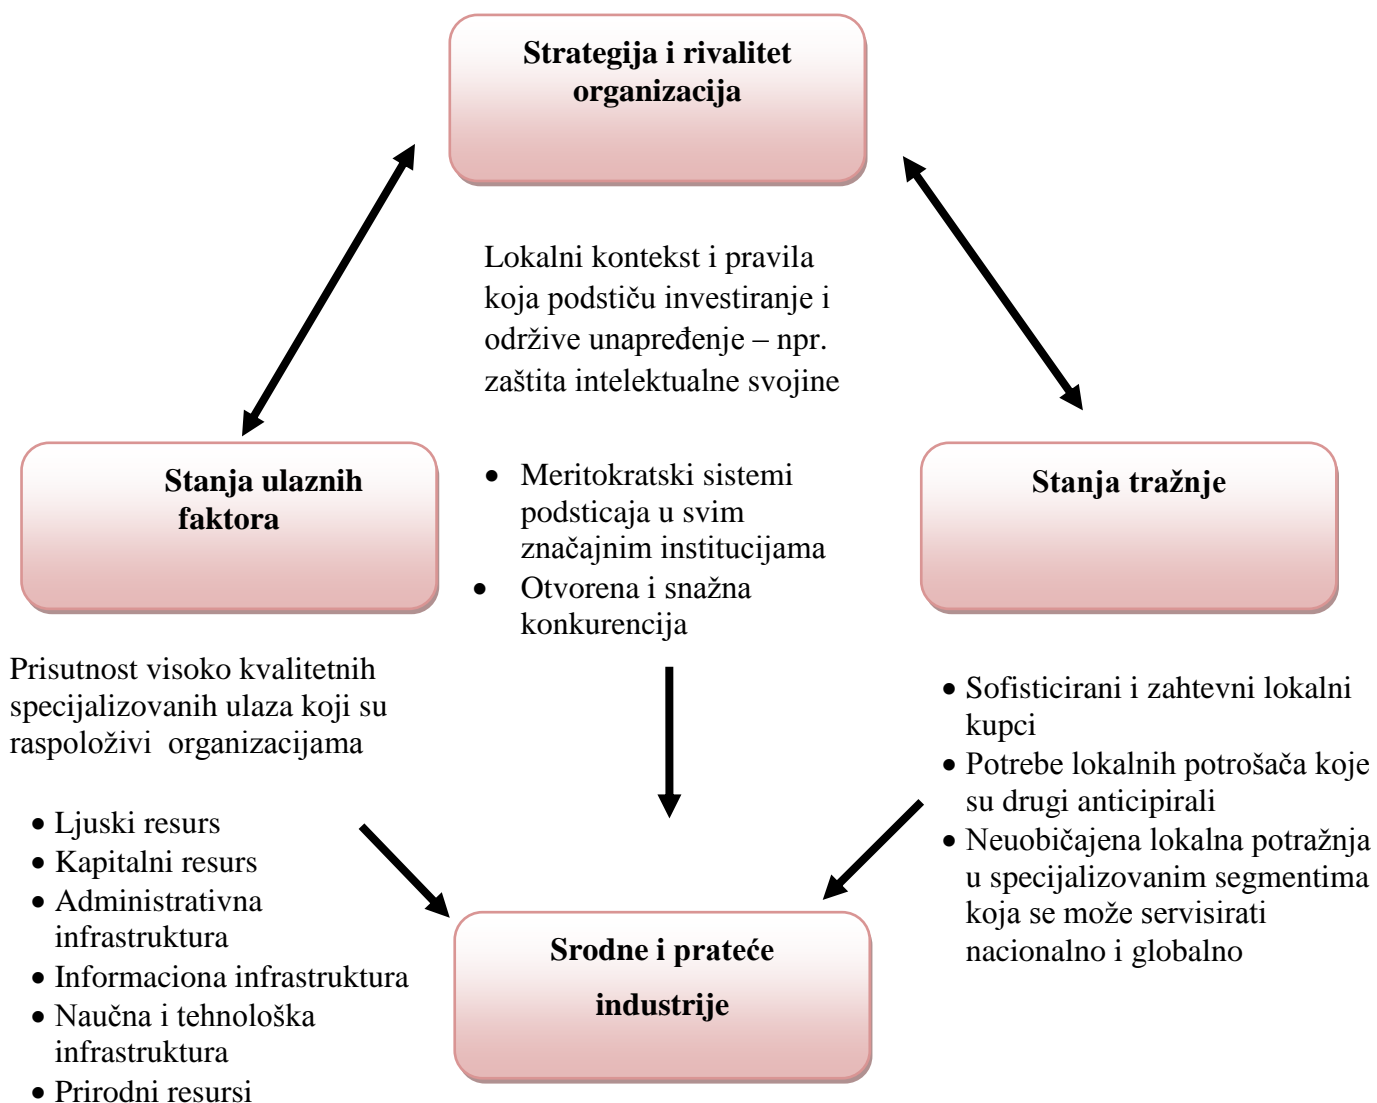 Strategija i rivalitet
organizacija
Lokalni kontekst i pravila
koja podstiču investiranje i
održive unapređenje – npr.
zaštita intelektualne svojine
Stanja ulaznih
faktora
• Meritokratski sistemi
podsticaja u svim
značajnim institucijama
• Otvorena i snažna
konkurencija
Stanja tražnje
Prisutnost visoko kvalitetnih
specijalizovanih ulaza koji su
raspoloživi organizacijama
• Ljuski resurs
• Kapitalni resurs
• Administrativna
infrastruktura
• Informaciona infrastruktura
• Naučna i tehnološka
infrastruktura
• Prirodni resursi
• Sofisticirani i zahtevni lokalni
kupci
• Potrebe lokalnih potrošača koje
su drugi anticipirali
• Neuobičajena lokalna potražnja
u specijalizovanim segmentima
koja se može servisirati
nacionalno i globalno
Srodne i prateće
industrije